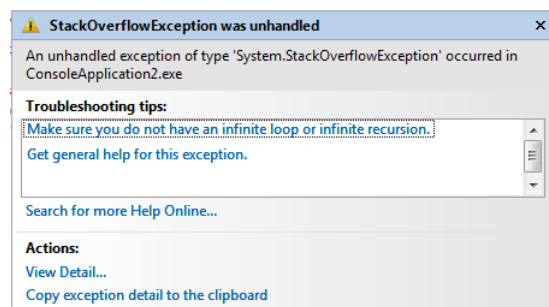 StackOverflowException was unhandled
An unhandled exception of type 'System.StackOverflowException' occurred in
ConsoleApplication2.exe
Troubleshooting tips:
Make sure you do not have an infinite loop or infinite recursion.
Get general help for this exception.
Search for more Help Online...
Actions:
View Detail...
Copy exception detail to the clipboard